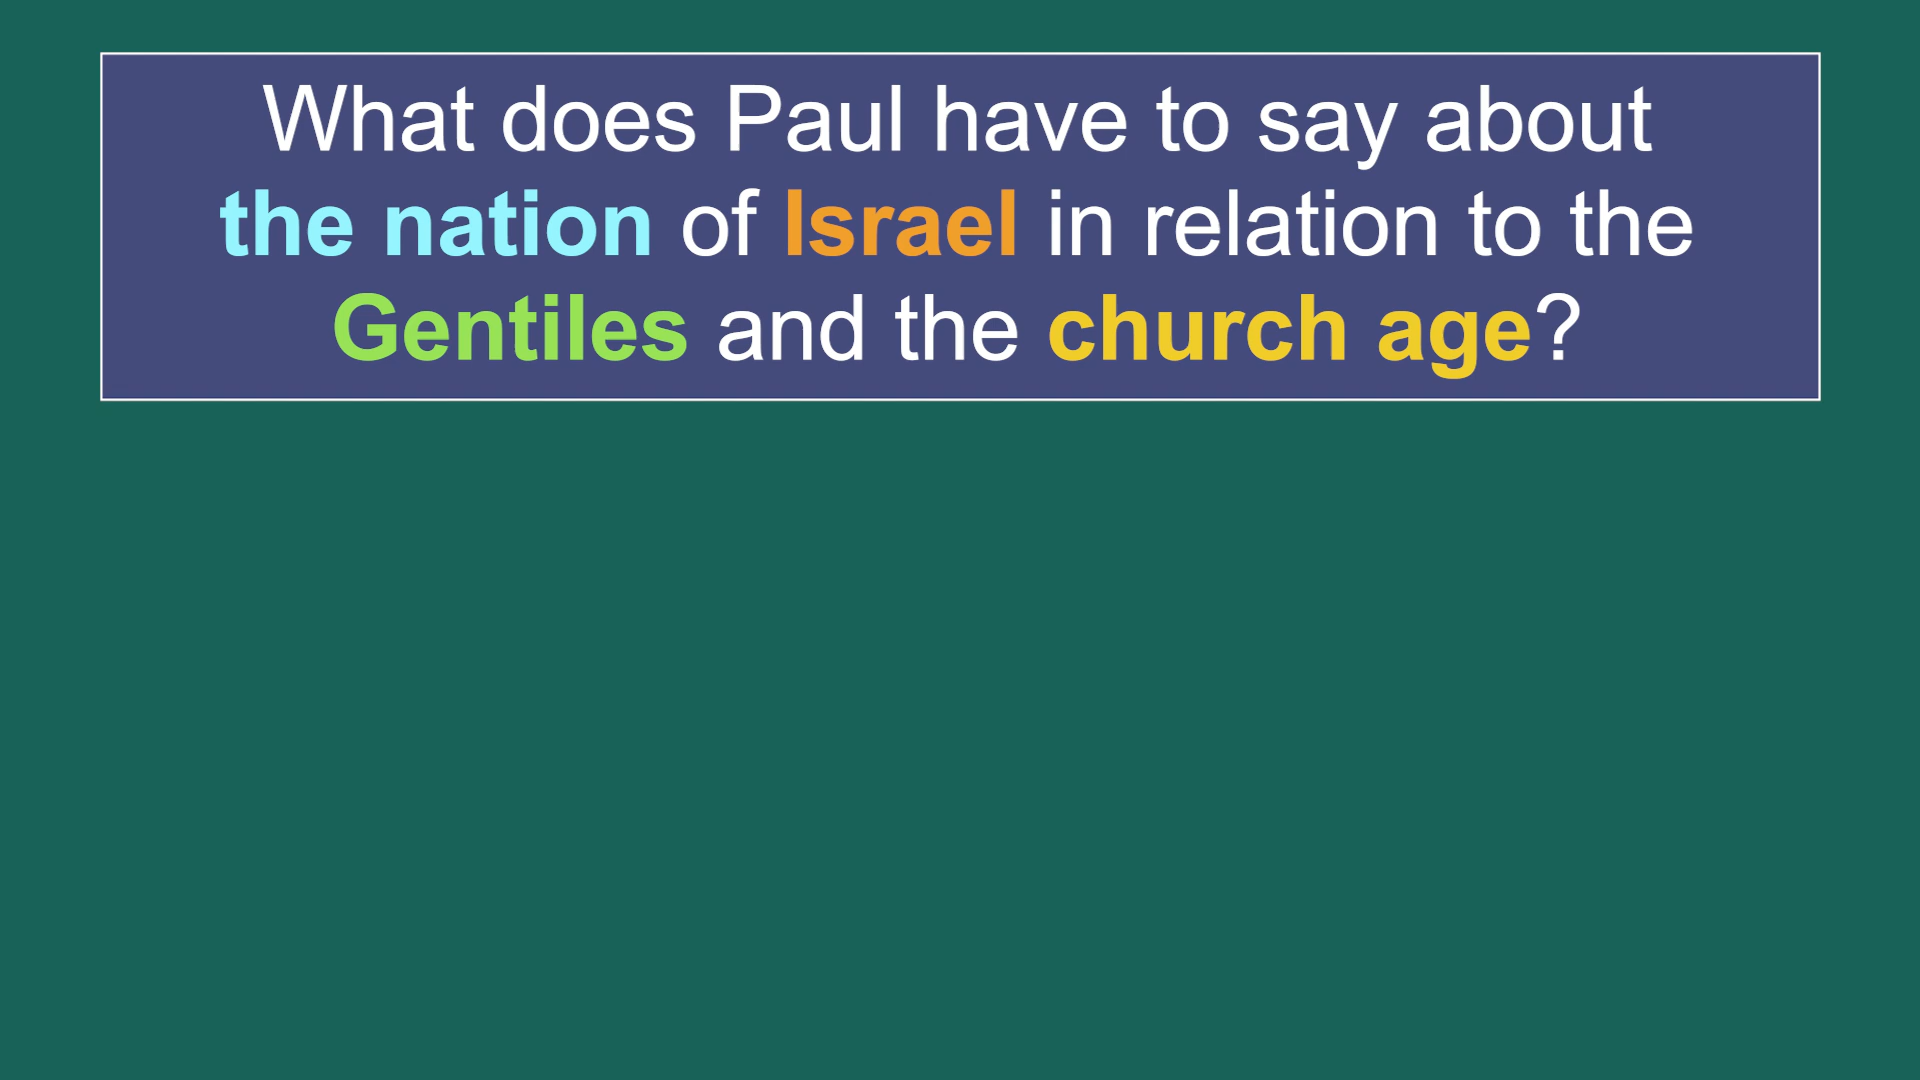 What does Paul have to say about
the nation of Israel in relation to the
Gentiles and the church age?